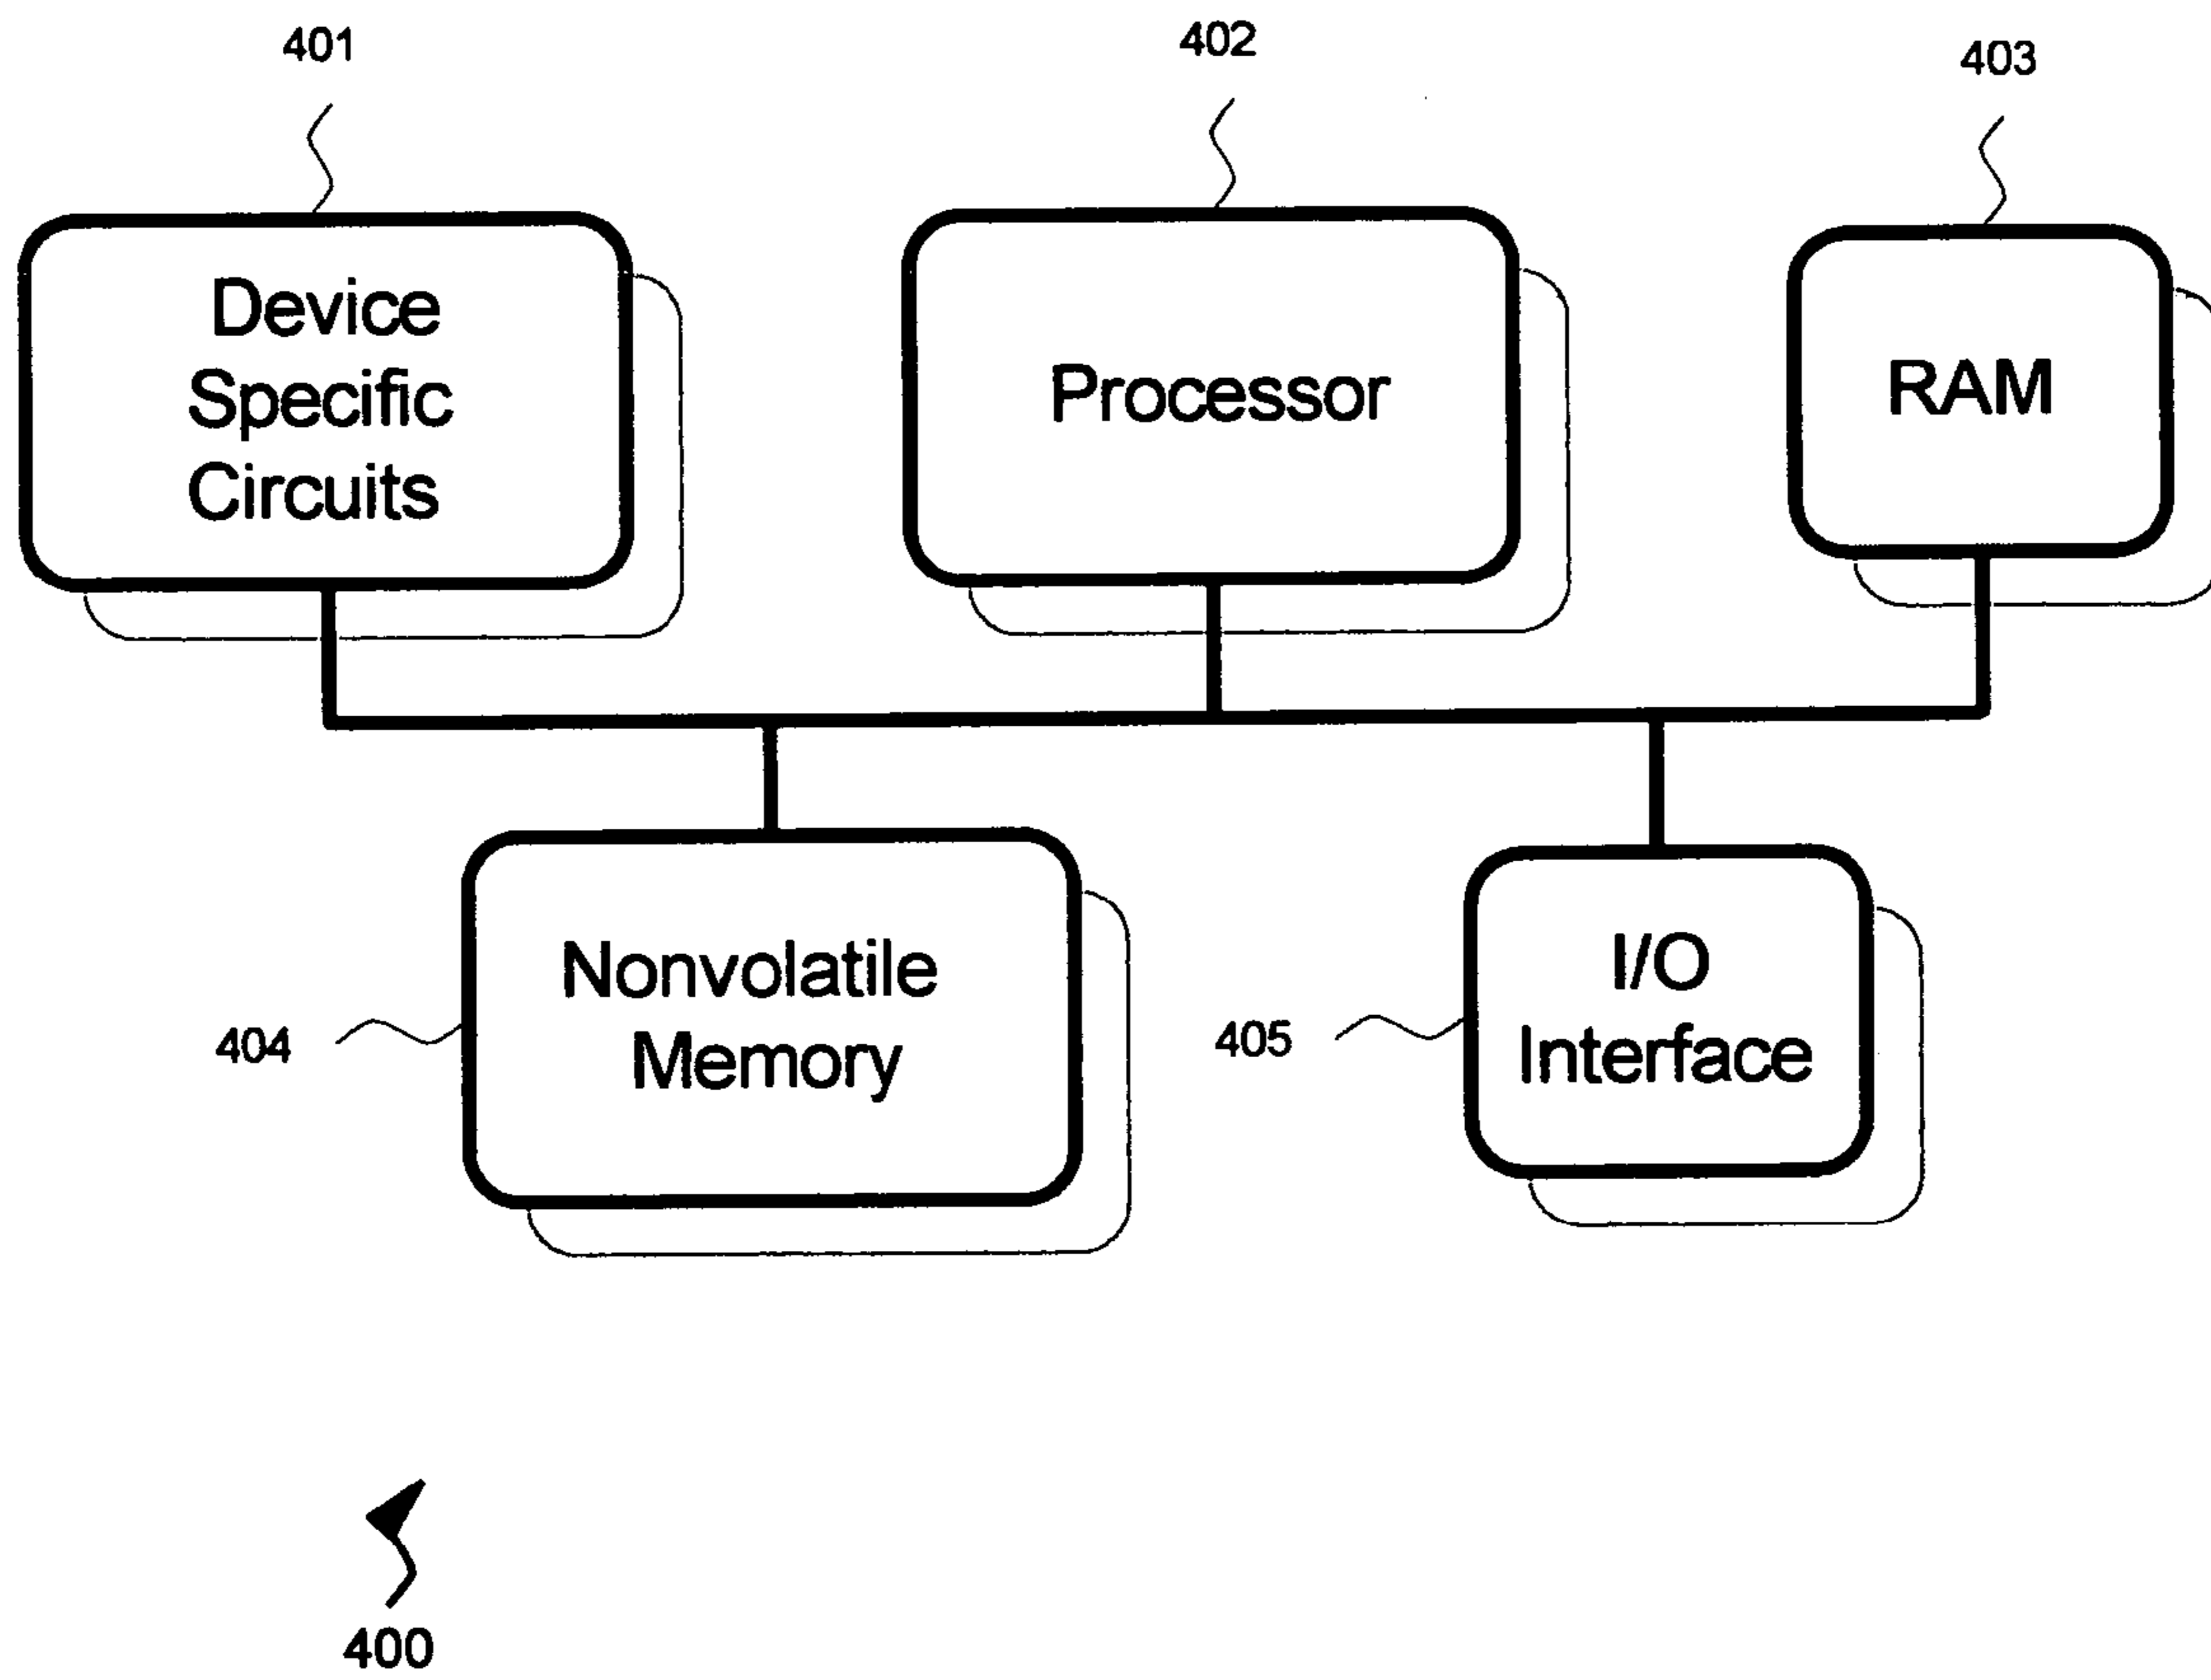 401
402
403
Device
Specific
Circuits
Processor
RAM
Nonvolatile
Memory
404
I/O
Interface
405
400